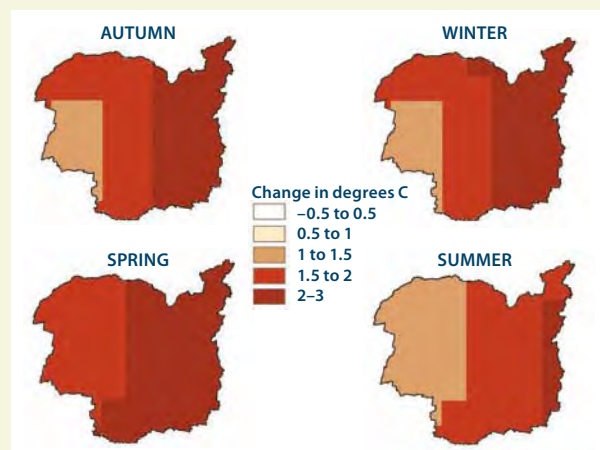 AUTUMN
WINTER
Change in degrees C
–0.5 to 0.5
0.5 to 1
1 to 1.5
1.5 to 2
2–3
SPRING
SUMMER